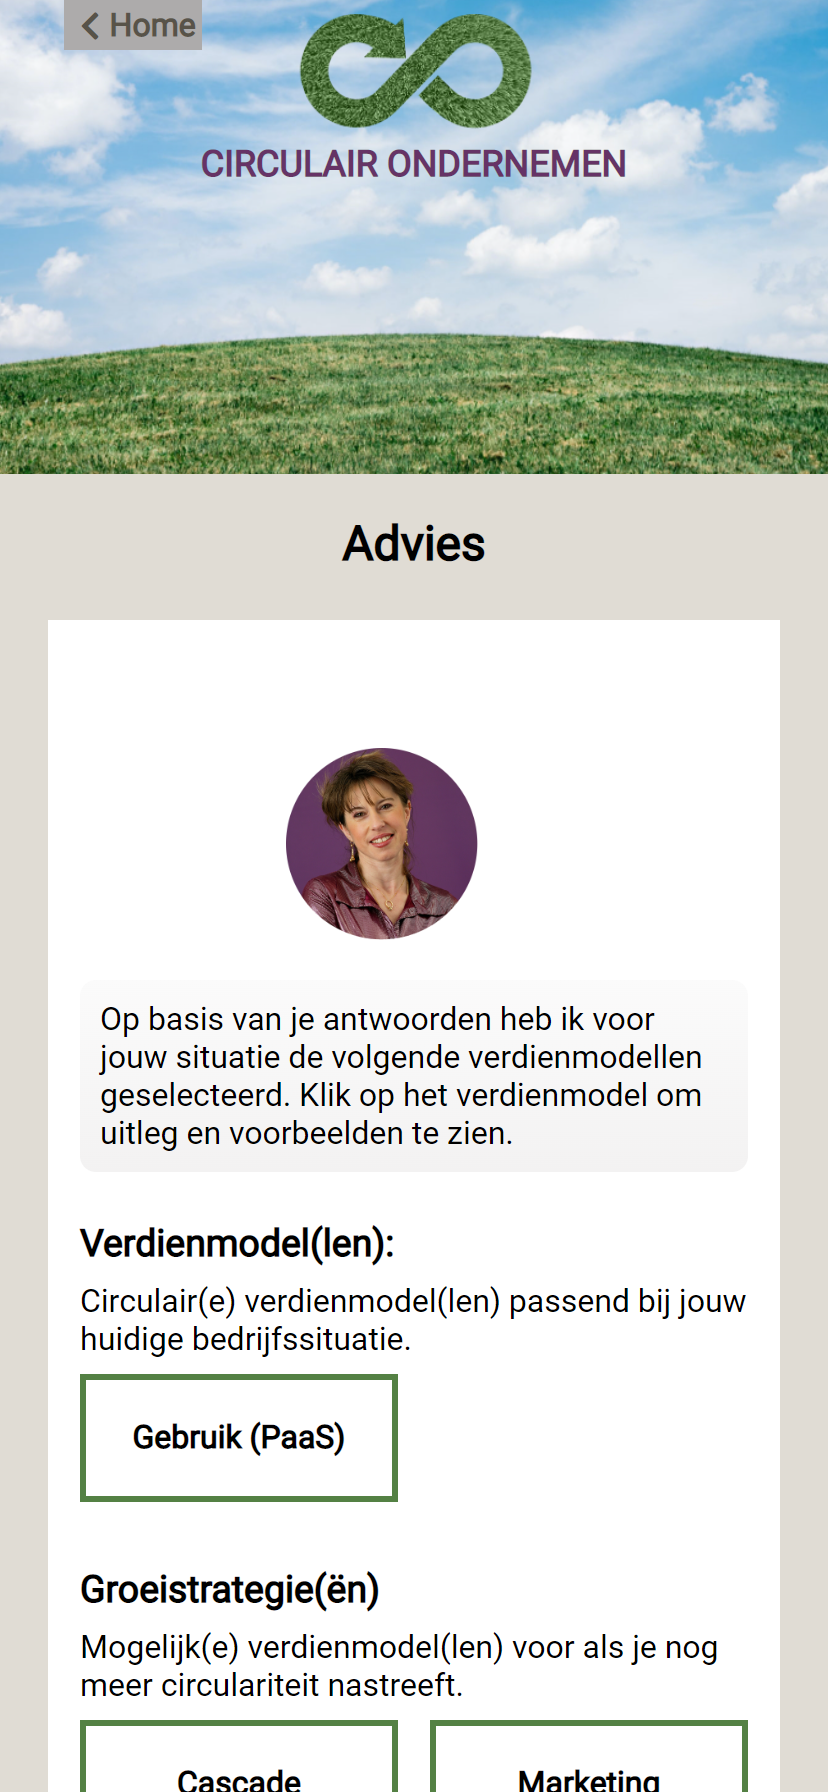 Home
CIRCULAIR ONDERNEMEN
Advies
Op basis van je antwoorden heb ik voor
jouw situatie de volgende verdienmodellen
geselecteerd. Klik op het verdienmodel om
uitleg en voorbeelden te zien.
Verdienmodel(len):
Circulair(e) verdienmodel(len) passend bij jouw
huidige bedrijfssituatie.
Gebruik (PaaS)
Groeistrategie(ën)
Mogelijk(e) verdienmodel(len) voor als je nog
meer circulariteit nastreeft.
Cascade Marketing